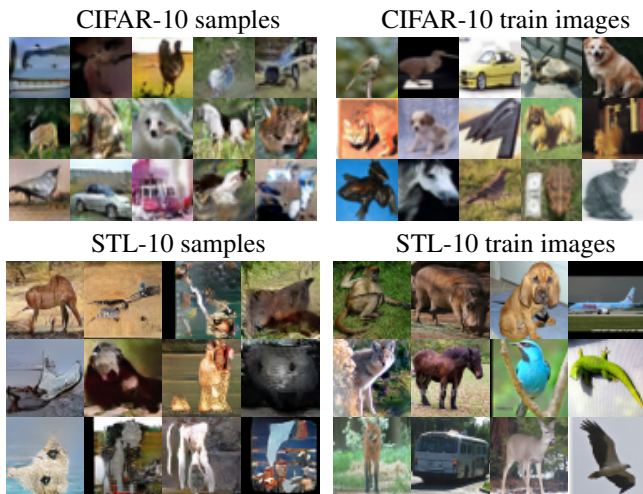 CIFAR-10 samples
CIFAR-10 train images
STL-10 samples
STL-10 train images